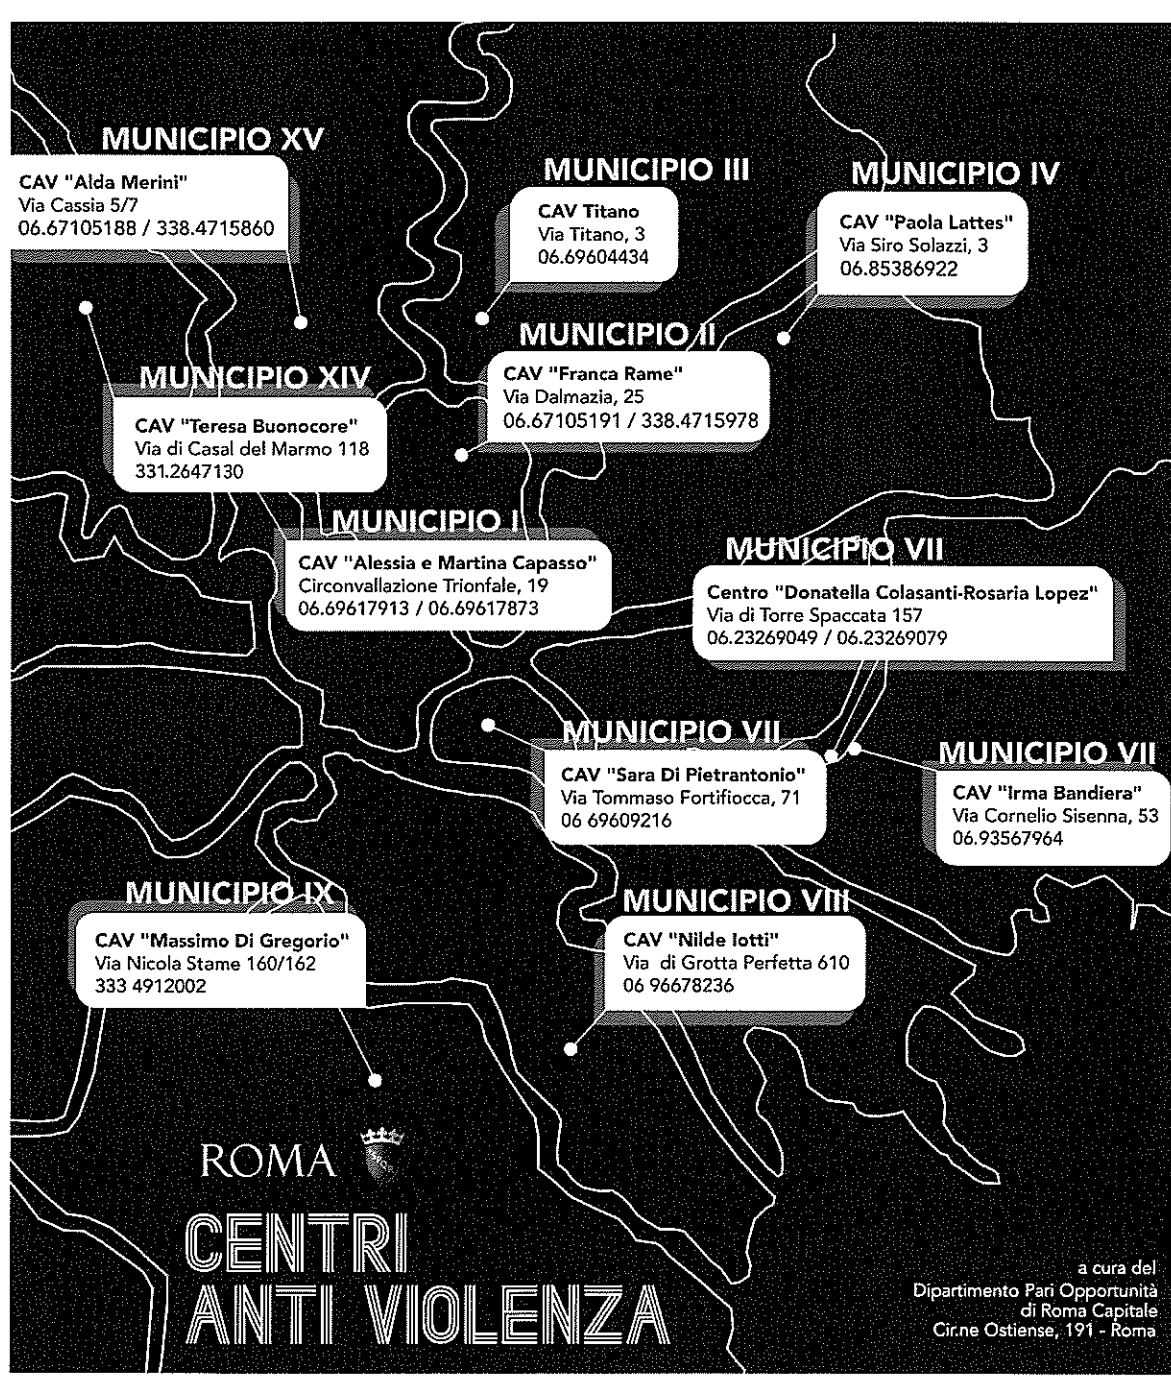 MUNICIPIO XV
CAV "Alda Merini"
Via Cassia 5/7
06.67105188 / 338.4715860
MUNICIPIO III
CAV Titano
Via Titano, 3
06.69604434
MUNICIPIO IV
CAV "Paola Lattes"
Via Siro Solazzi, 3
06.85386922
MUNICIPIO II
CAV "Franca Rame"
Via Dalmazia, 25
06.67105191 / 338.4715978
MUNICIPIO XIV
CAV "Teresa Buonocore"
Via di Casal del Marmo 118
331.2647130
MUNICIPIO I
CAV "Alessia e Martina Capasso"
Circonvallazione Trionfale, 19
06.69617913 / 06.69617873
MUNICIPIO VII
Centro "Donatella Colasanti-Rosaria Lopez"
Via di Torre Spaccata 157
06.23269049 / 06.23269079
MUNICIPIO VII
CAV "Sara Di Pietrantonio"
Via Tommaso Fortifiocca, 71
06 69609216
MUNICIPIO VII
CAV "Irma Bandiera"
Via Cornelio Sisenna, 53
06.93567964
MUNICIPIO IX
CAV "Massimo Di Gregorio"
Via Nicola Stame 160/162
333 4912002
MUNICIPIO VIII
CAV "Nilde Iotti"
Via di Grotta Perfetta 610
06 96678236
ROMA
CENTRI
ANTI VIOLENZA
a cura del
Dipartimento Pari Opportunità
di Roma Capitale
Cir.ne Ostiense, 191 - Roma